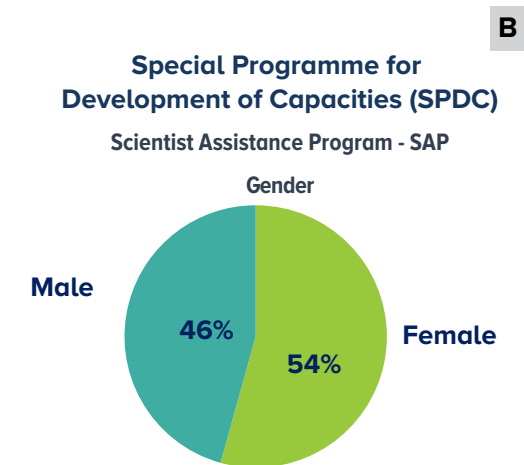 B
Special Programme for
Development of Capacities (SPDC)
Scientist Assistance Program - SAP
Gender
Male
46%
Female
54%